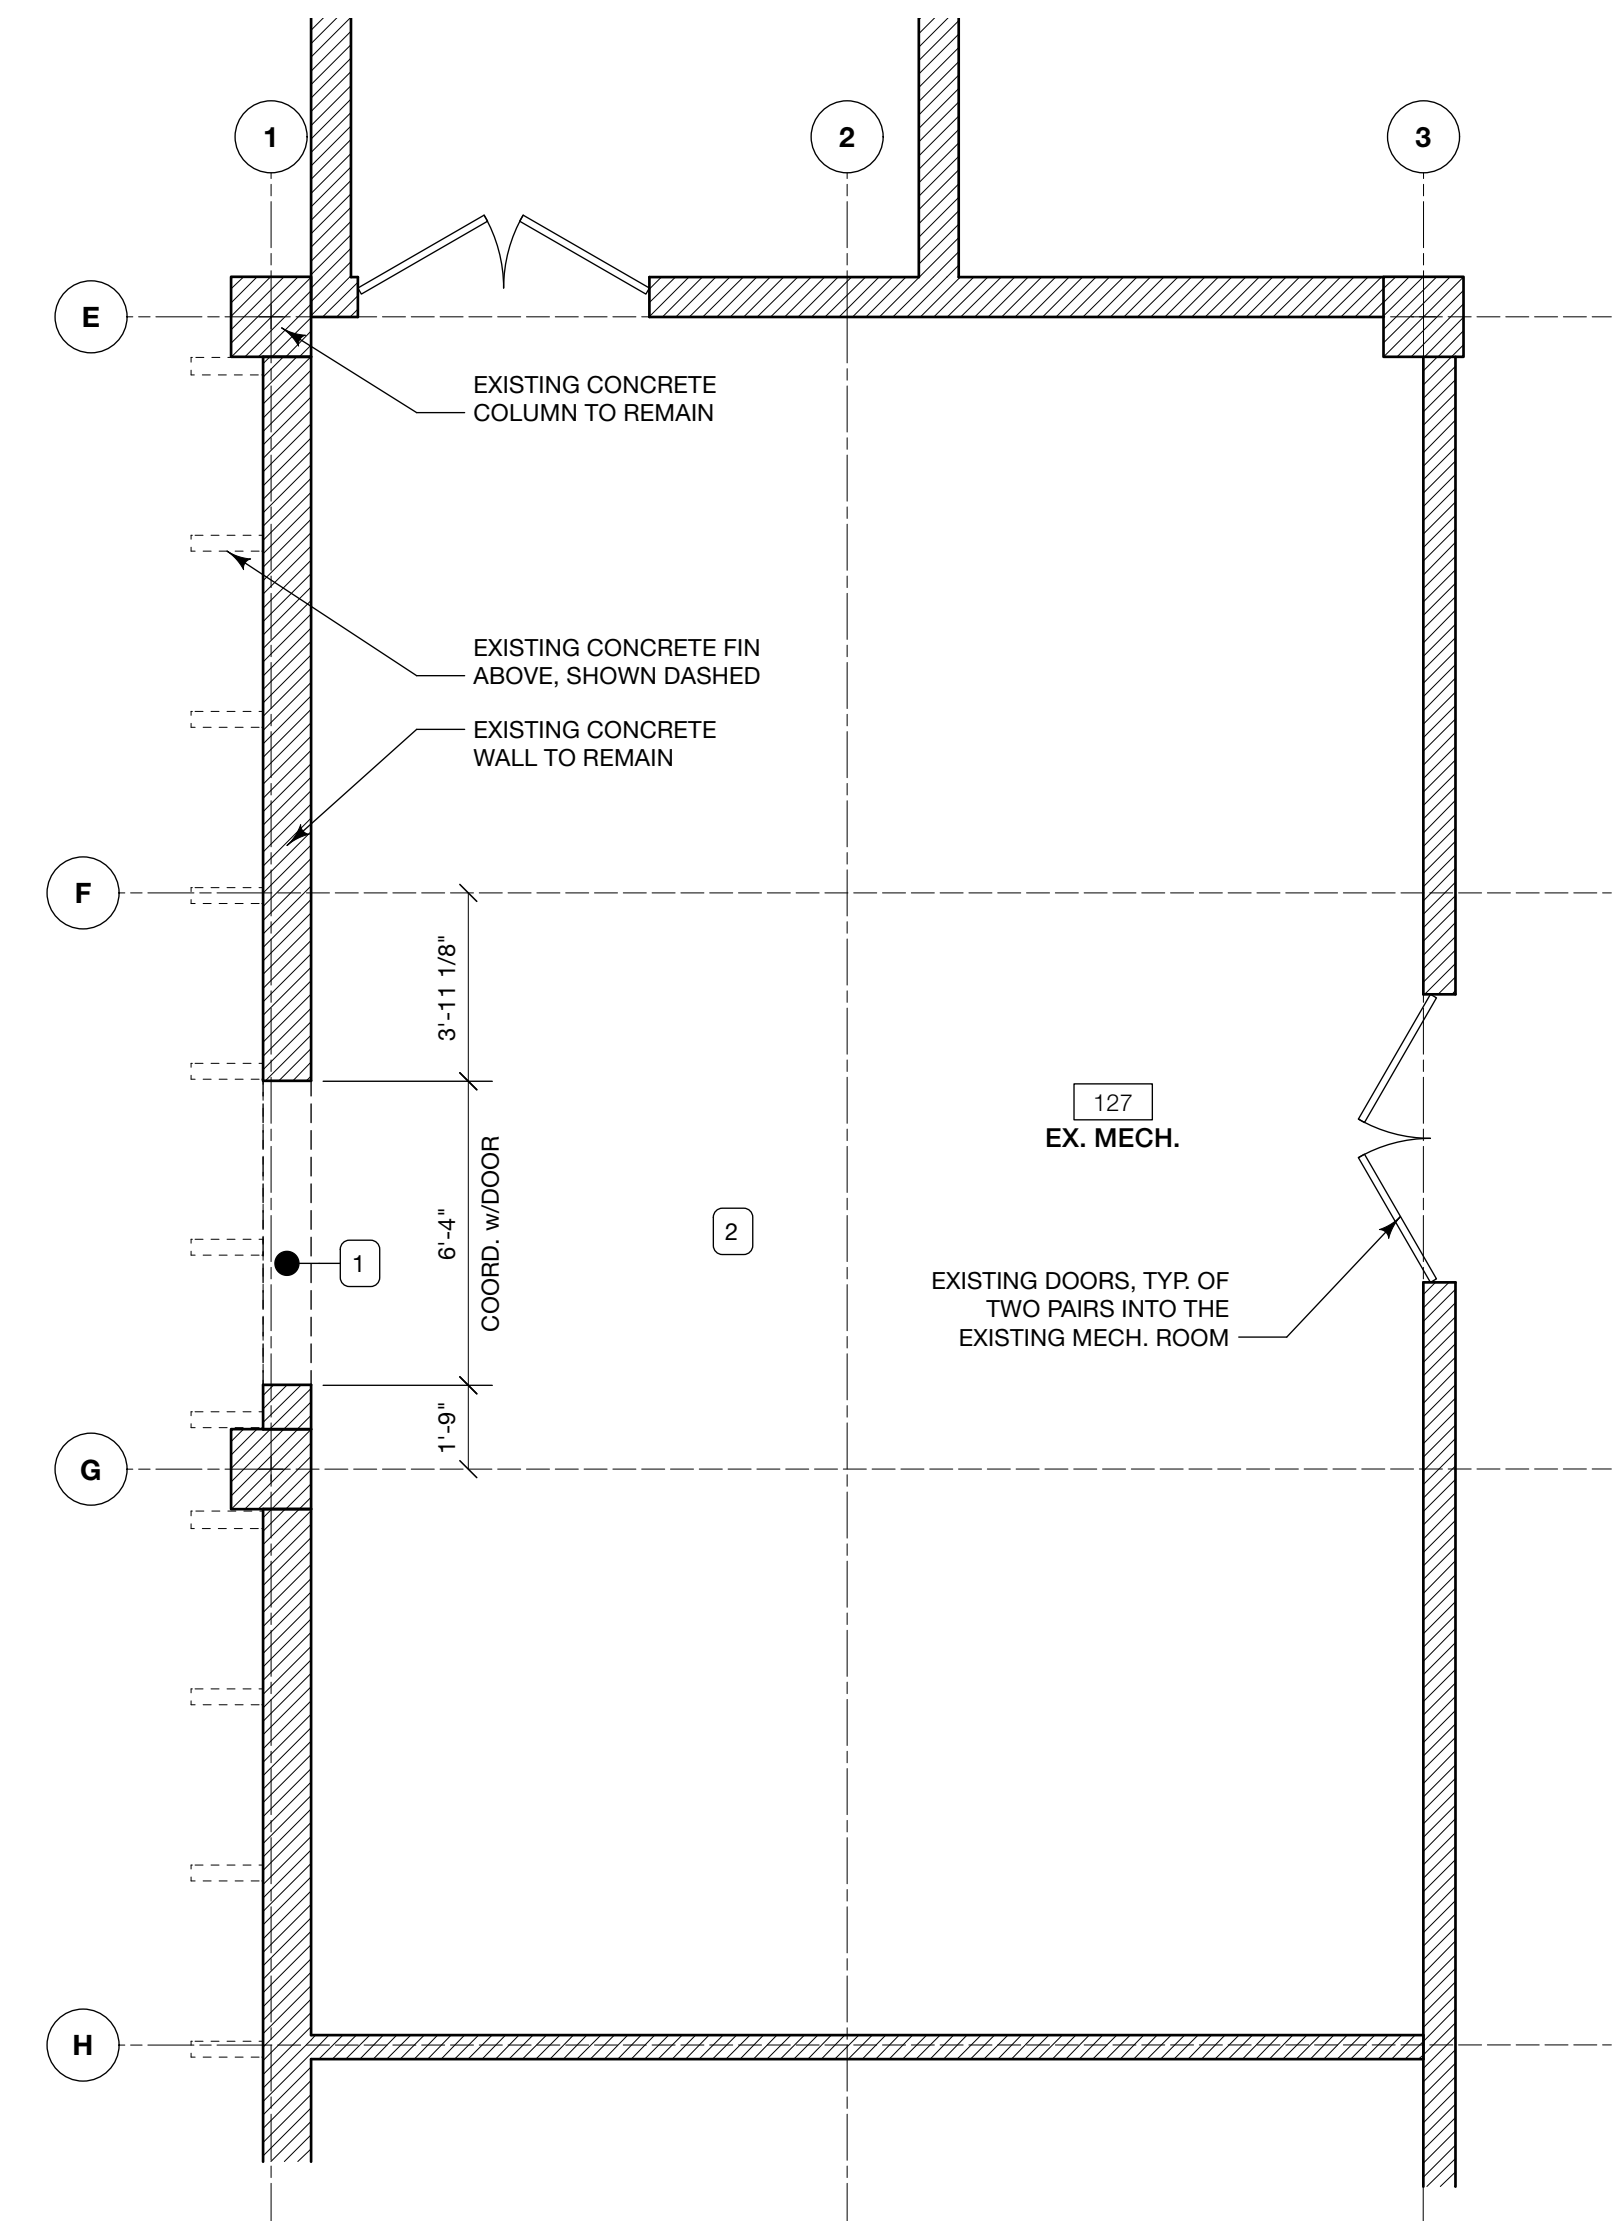 1
2
3
E
EXISTING CONCRETE
COLUMN TO REMAIN
EXISTING CONCRETE FIN
ABOVE, SHOWN DASHED
EXISTING CONCRETE
WALL TO REMAIN
F
3'-11 1/8"
127
EX. MECH.
6'-4"
COORD. w/DOOR
2
1
EXISTING DOORS, TYP. OF
TWO PAIRS INTO THE
EXISTING MECH. ROOM
1'-9"
G
H